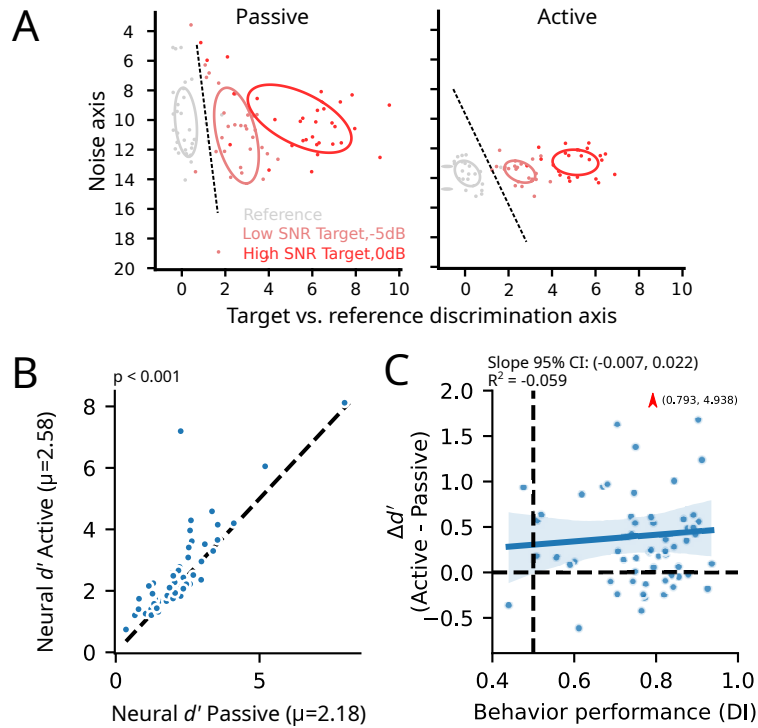 A
Passive
Active
Noise axis
4
6
8
10
12
14
16
18
20
Reference
Low SNR Target,-5dB
High SNR Target,0dB
0
2
4
6
8
10
0
2
4
6
8
10
Target vs. reference discrimination axis
B
p < 0.001
Neural d′ Active (μ=2.58)
8
6
4
2
0
0
5
Neural d′ Passive (μ=2.18)
C
Slope 95% CI: (-0.007, 0.022)
R² = -0.059
(0.793, 4.938)
Δd′
(Active - Passive)
2.0
1.5
1.0
0.5
0.0
−0.5
0.4
0.6
0.8
1.0
Behavior performance (DI)